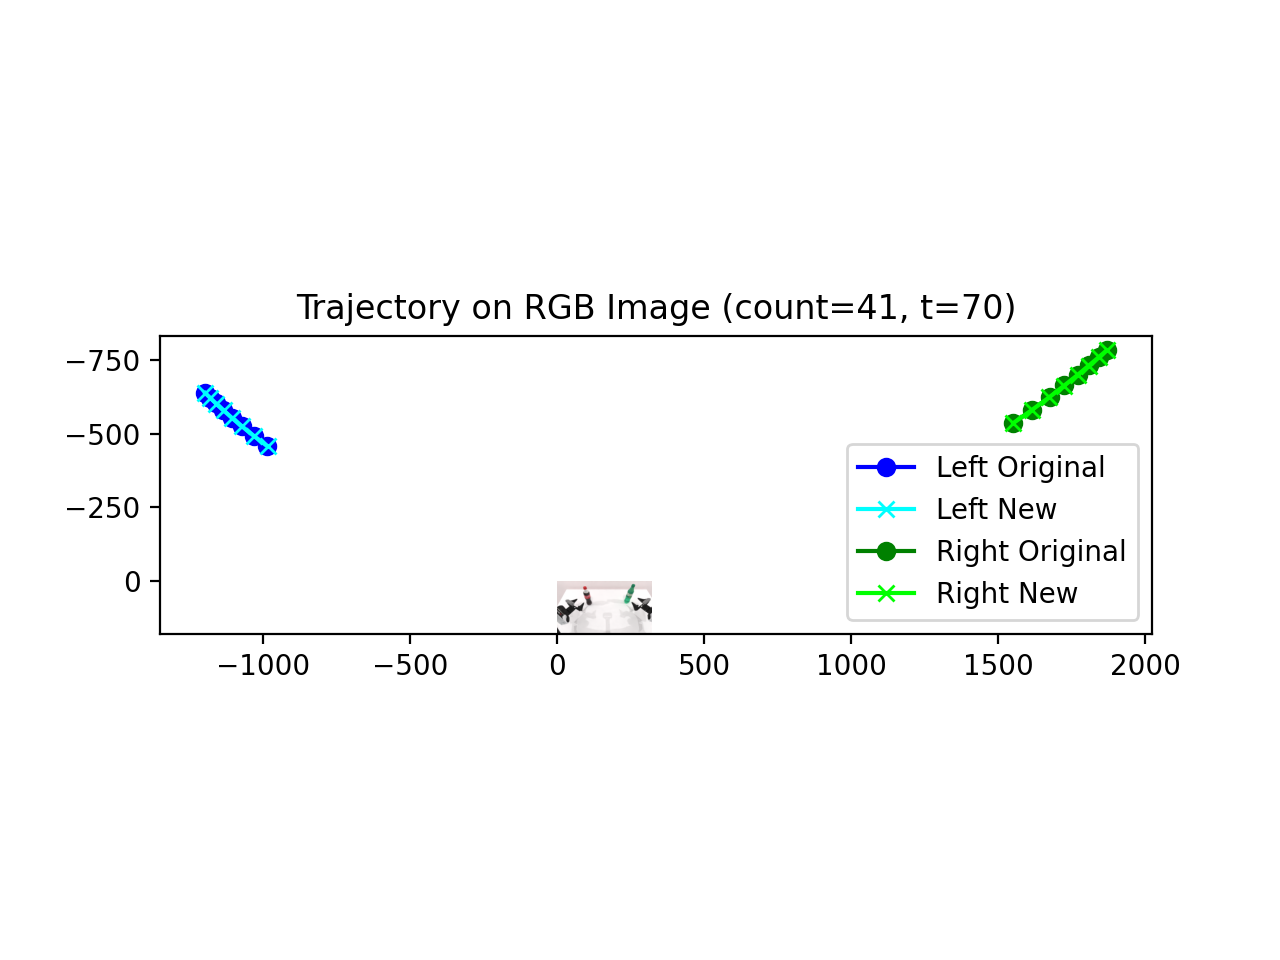 Trajectory on RGB Image (count=41, t=70)
−750
−500
−250
0
Left Original
Left New
Right Original
Right New
−1000 −500 0 500 1000 1500 2000